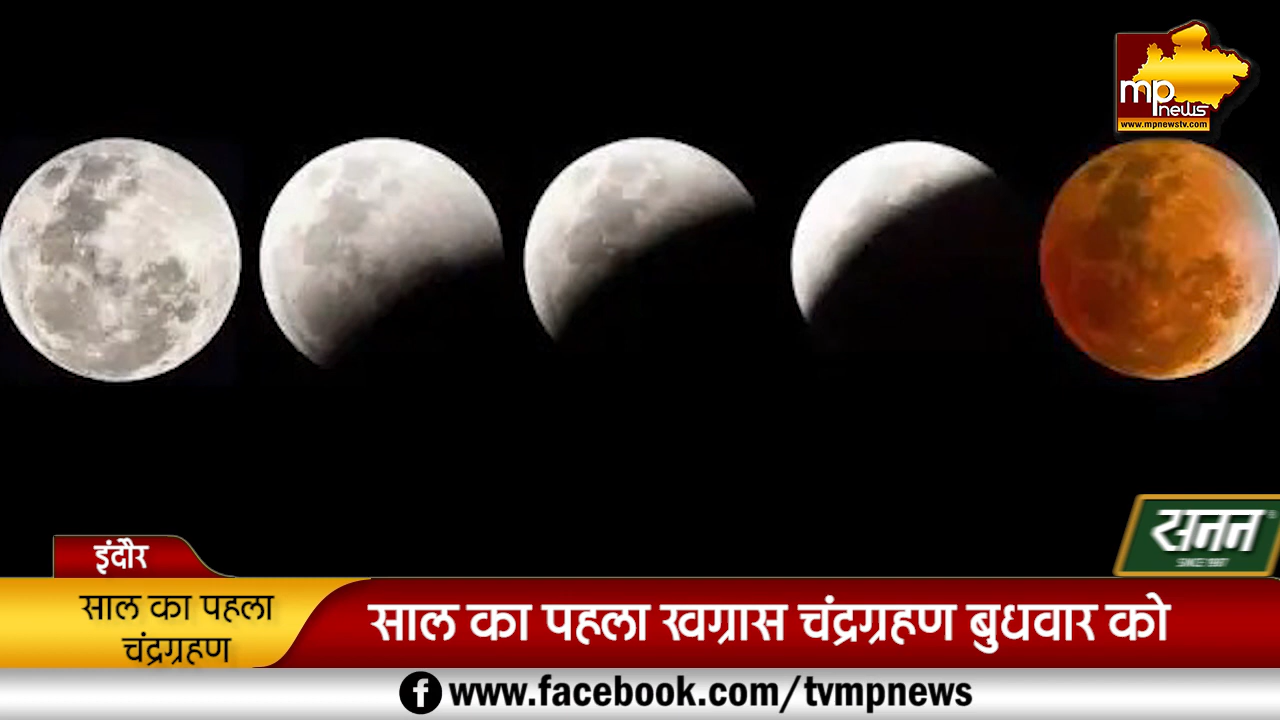 mp
news
www.mpnewstv.com
सनन
इंदौर
साल का पहला
चंद्रग्रहण
साल का पहला खग्रास चंद्रग्रहण बुधवार को
www.facebook.com/tvmpnews